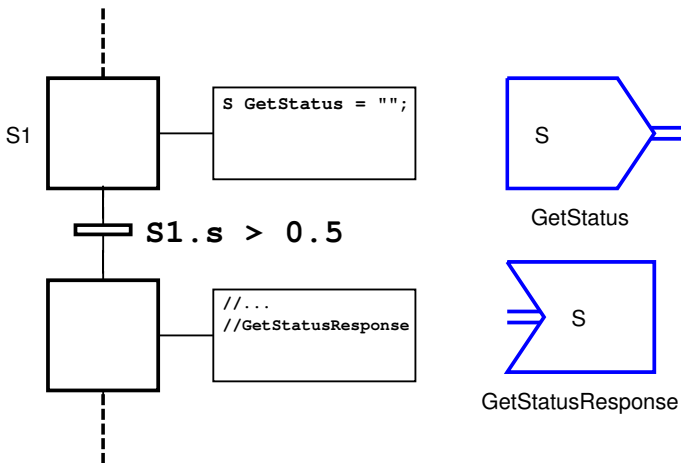 S1
S GetStatus = "";
S1.s > 0.5
//...
//GetStatusResponse
S
GetStatus
S
GetStatusResponse